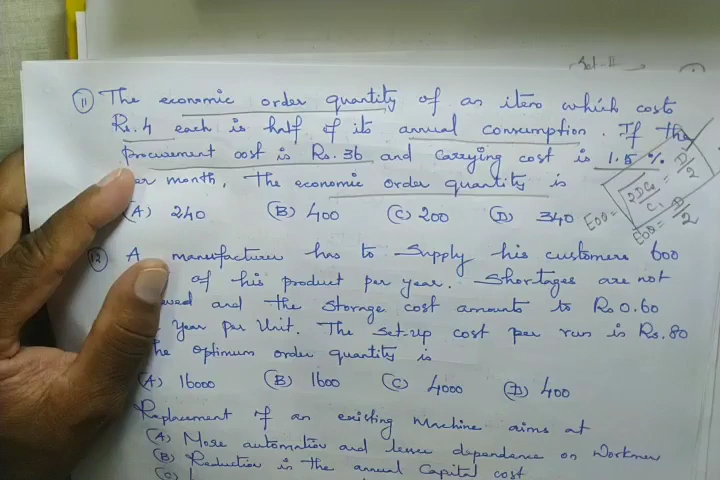 Set-II
(11) The economic order quantity of an item which costs
Rs. 4 each is half of its annual consumption. If the
procurement cost is Rs. 36 and carrying cost is 1.5 %
per month, The economic order quantity is
(A) 240 (B) 400 (C) 200 (D) 340
EOQ = √2DC₀/C₁ = D/2
EOQ = D/2
(12) A manufacturer has to Supply his customers 600
of his product per year. Shortages are not
and the storage cost amounts to Rs 0.60
Year per Unit. The set-up cost per run is Rs. 80
The optimum order quantity is
(A) 16000 (B) 1600 (C) 4000 (D) 400
Replacement of an existing machine aims at
(A) More automation and lesser dependence on Workmen
(B) Reduction in the annual Capital cost
(C)